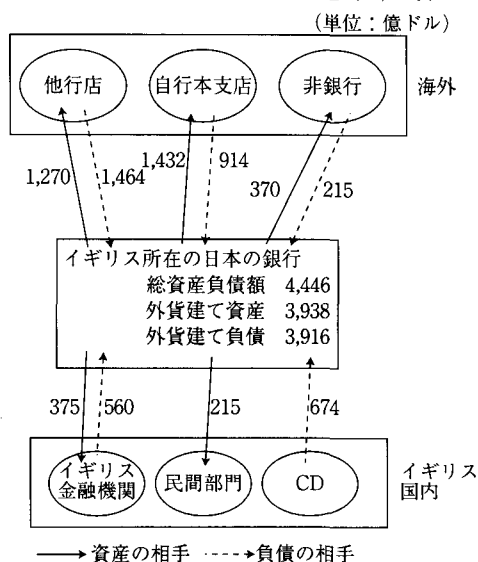 (単位:億ドル)
他行店 自行本支店 非銀行 海外
1,270 1,464 1,432 914 370 215
イギリス所在の日本の銀行
総資産負債額 4,446
外貨建て資産 3,938
外貨建て負債 3,916
375 560 215 674
イギリス
金融機関 民間部門 CD イギリス
国内
→資産の相手 ····→負債の相手